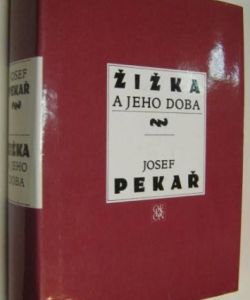 ŽIŽKA
A JEHO DOBA
JOSEF
PEKAŘ
JOSEF
PEKAŘ
ŽIŽKA
A JEHO
DOBA